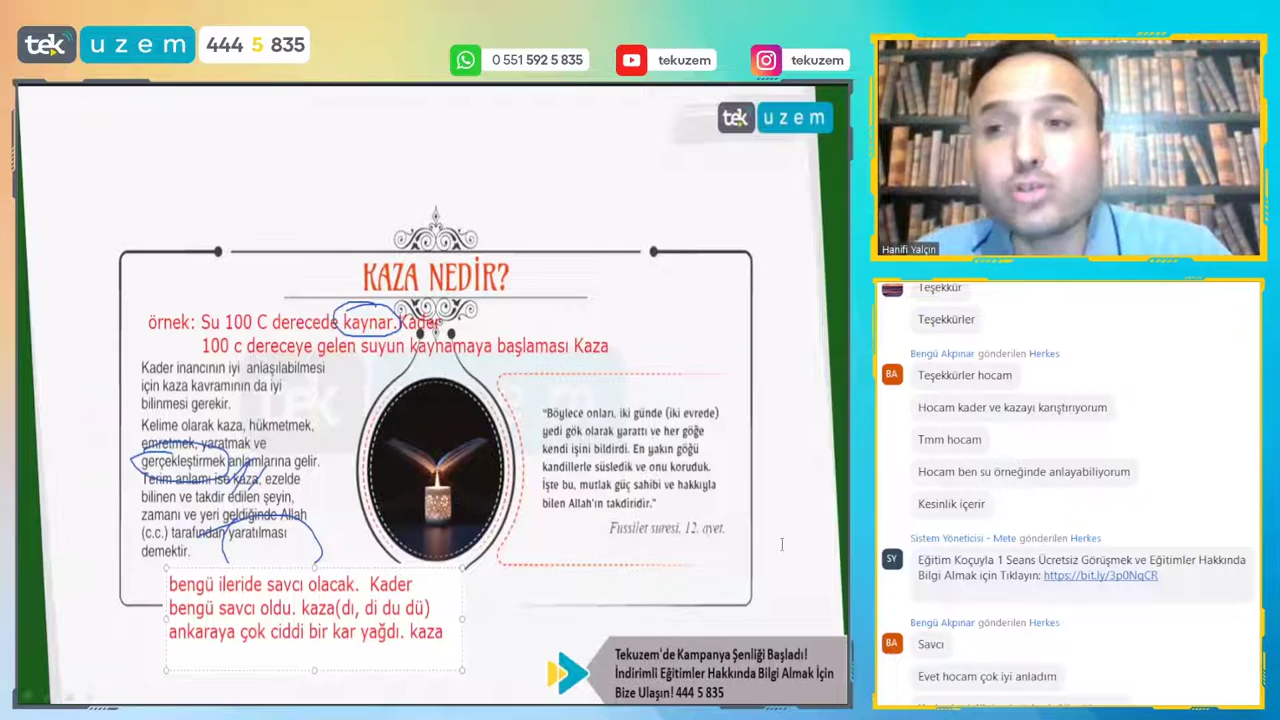 tek uzem 444 5 835
0 551 592 5 835
tekuzem
tekuzem
tek uzem
KAZA NEDİR?
örnek: Su 100 C derecede kaynar.Kader
100 c dereceye gelen suyun kaynamaya başlaması Kaza
Kader inancının iyi anlaşılabilmesi
için kaza kavramının da iyi
bilinmesi gerekir.
Kelime olarak kaza, hükmetmek,
emretmek, yaratmak ve
gerçekleştirmek anlamlarına gelir.
Terim anlamı ise kaza, ezelde
bilinen ve takdir edilen şeyin,
zamanı ve yeri geldiğinde Allah
(c.c.) tarafından yaratılması
demektir.
"Böylece onları, iki günde (iki evrede)
yedi gök olarak yarattı ve her göğe
kendi işini bildirdi. En yakın göğü
kandillerle süsledik ve onu koruduk.
İşte bu, mutlak güç sahibi ve hakkıyla
bilen Allah'ın takdiridir."
Fussilet suresi, 12. ayet.
bengü ileride savcı olacak. Kader
bengü savcı oldu. kaza(dı, di du dü)
ankaraya çok ciddi bir kar yağdı. kaza
Tekuzem'de Kampanya Şenliği Başladı!
İndirimli Eğitimler Hakkında Bilgi Almak İçin
Bize Ulaşın! 444 5 835
Hanifi Yalçın
Teşekkür
Teşekkürler
Bengü Akpınar gönderilen Herkes
BA
Teşekkürler hocam
Hocam kader ve kazayı karıştırıyorum
Tmm hocam
Hocam ben su örneğinde anlayabiliyorum
Kesinlik içerir
Sistem Yöneticisi - Mete gönderilen Herkes
SY
Eğitim Koçuyla 1 Seans Ücretsiz Görüşmek ve Eğitimler Hakkında
Bilgi Almak için Tıklayın: https://bit.ly/3p0NqCR
Bengü Akpınar gönderilen Herkes
BA
Savcı
Evet hocam çok iyi anladım